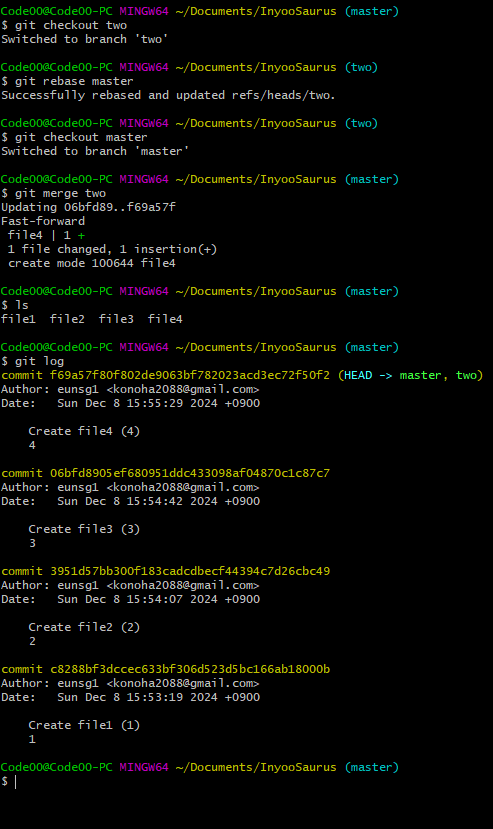 Code00@Code00-PC MINGW64 ~/Documents/InyooSaurus (master)
$ git checkout two
Switched to branch 'two'
Code00@Code00-PC MINGW64 ~/Documents/InyooSaurus (two)
$ git rebase master
Successfully rebased and updated refs/heads/two.
Code00@Code00-PC MINGW64 ~/Documents/InyooSaurus (two)
$ git checkout master
Switched to branch 'master'
Code00@Code00-PC MINGW64 ~/Documents/InyooSaurus (master)
$ git merge two
Updating 06bfd89..f69a57f
Fast-forward
 file4 | 1 +
 1 file changed, 1 insertion(+)
 create mode 100644 file4
Code00@Code00-PC MINGW64 ~/Documents/InyooSaurus (master)
$ ls
file1  file2  file3  file4
Code00@Code00-PC MINGW64 ~/Documents/InyooSaurus (master)
$ git log
commit f69a57f80f802de9063bf782023acd3ec72f50f2 (HEAD -> master, two)
Author: eunsg1 <konoha2088@gmail.com>
Date:   Sun Dec 8 15:55:29 2024 +0900
    Create file4 (4)
    4
commit 06bfd8905ef680951ddc433098af04870c1c87c7
Author: eunsg1 <konoha2088@gmail.com>
Date:   Sun Dec 8 15:54:42 2024 +0900
    Create file3 (3)
    3
commit 3951d57bb300f183cadcdbecf44394c7d26cbc49
Author: eunsg1 <konoha2088@gmail.com>
Date:   Sun Dec 8 15:54:07 2024 +0900
    Create file2 (2)
    2
commit c8288bf3dccec633bf306d523d5bc166ab18000b
Author: eunsg1 <konoha2088@gmail.com>
Date:   Sun Dec 8 15:53:19 2024 +0900
    Create file1 (1)
    1
Code00@Code00-PC MINGW64 ~/Documents/InyooSaurus (master)
$